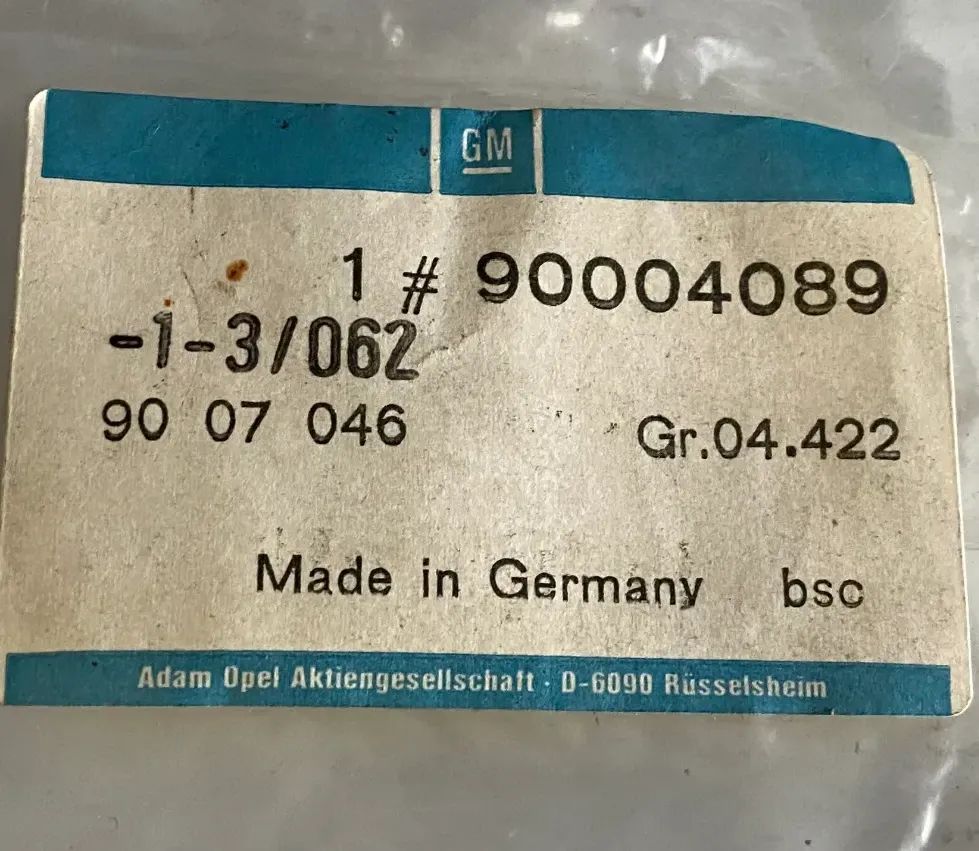 GM
1 # 90004089
-1-3/062
90 07 046 Gr.04.422
Made in Germany bsc
Adam Opel Aktiengesellschaft · D-6090 Rüsselsheim